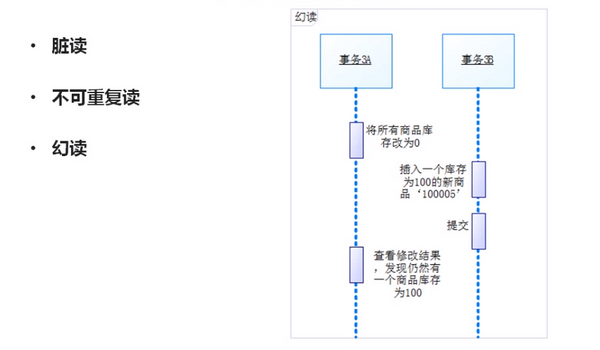 脏读
不可重复读
幻读
幻读
事务3A
事务3B
将所有商品库
存改为0
插入一个库存
为100的新商
品‘100005’
提交
查看修改结果
，发现仍然有
一个商品库存
为100